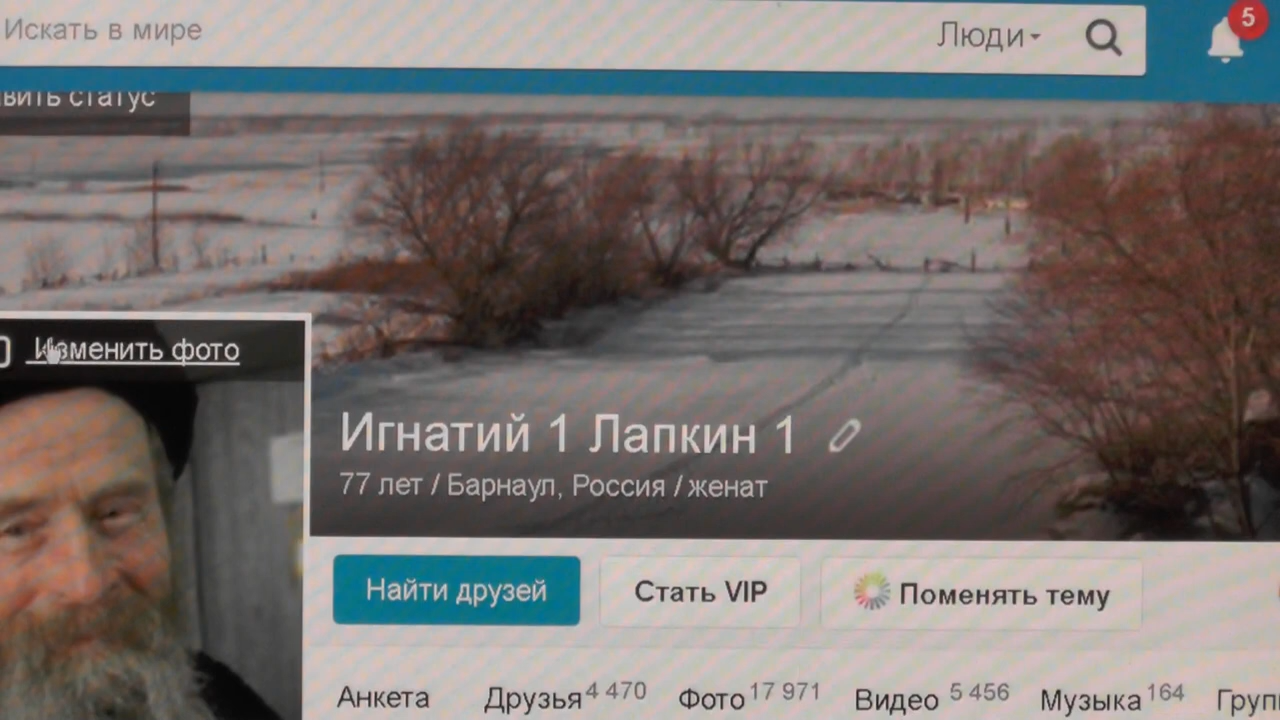 Искать в мире
Люди
5
вить статус
Изменить фото
Игнатий 1 Лапкин 1
77 лет / Барнаул, Россия / женат
Найти друзей
Стать VIP
Поменять тему
Анкета Друзья 4 470 Фото 17 971 Видео 5 456 Музыка 164 Груп